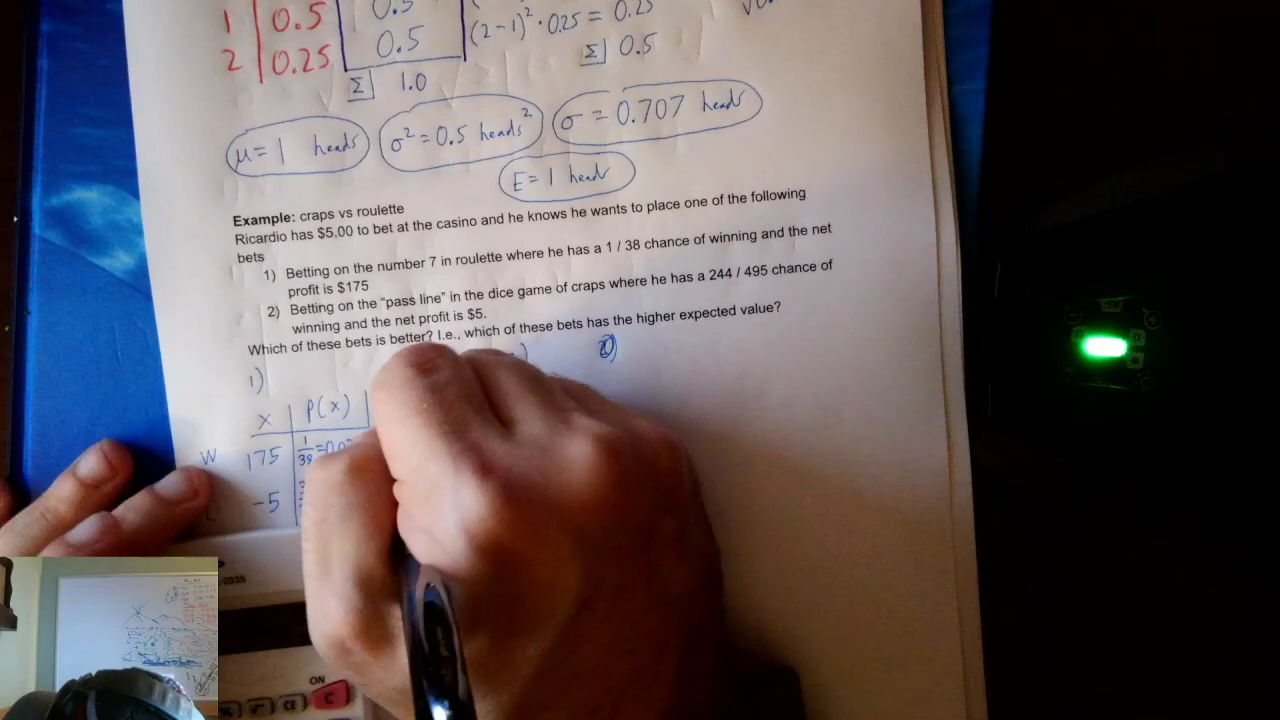 1 | 0.5 0.5
2 | 0.25 0.5 (2-1)² · 0.25 = 0.25
Σ 1.0 Σ 0.5
μ = 1 heads σ² = 0.5 heads² σ = 0.707 heads
E = 1 heads
Example: craps vs roulette
Ricardio has $5.00 to bet at the casino and he knows he wants to place one of the following
bets
1) Betting on the number 7 in roulette where he has a 1 / 38 chance of winning and the net
profit is $175
2) Betting on the “pass line” in the dice game of craps where he has a 244 / 495 chance of
winning and the net profit is $5.
Which of these bets is better? I.e., which of these bets has the higher expected value?
1) 2)
x | P(x)
W 175 1/38
-5
ON
√ CE C